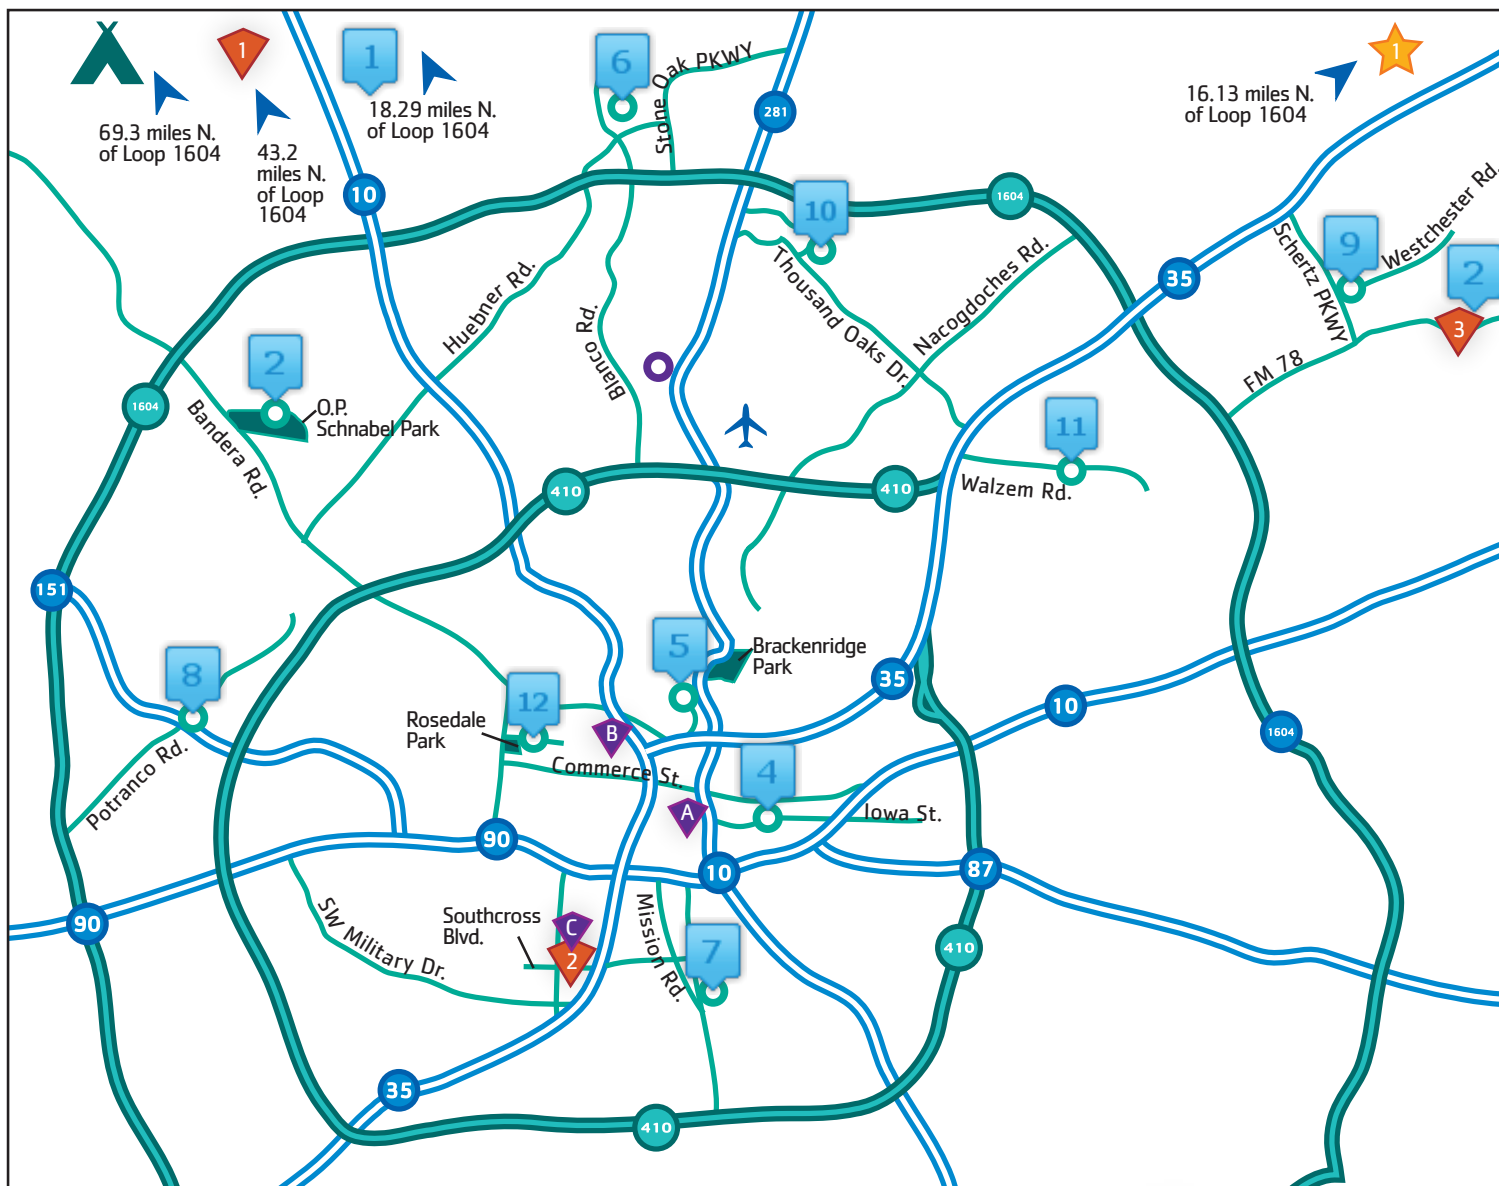 1
1
6
Stone Oak PKWY
281
1
69.3 miles N.
of Loop 1604
43.2
miles N.
of Loop
1604
18.29 miles N.
of Loop 1604
16.13 miles N.
of Loop 1604
10
10
1604
35
9
Westchester Rd.
Schertz PKWY
2
3
FM 78
Thousand Oaks Dr.
Nacogdoches Rd.
Huebner Rd.
Blanco Rd.
2
O.P.
Schnabel Park
1604
Bandera Rd.
11
Walzem Rd.
410
410
151
8
Potranco Rd.
5
Brackenridge
Park
35
10
1604
12
Rosedale
Park
B
Commerce St.
4
A
Iowa St.
90
10
87
90
SW Military Dr.
Southcross
Blvd.
C
2
Mission Rd.
7
410
35
410